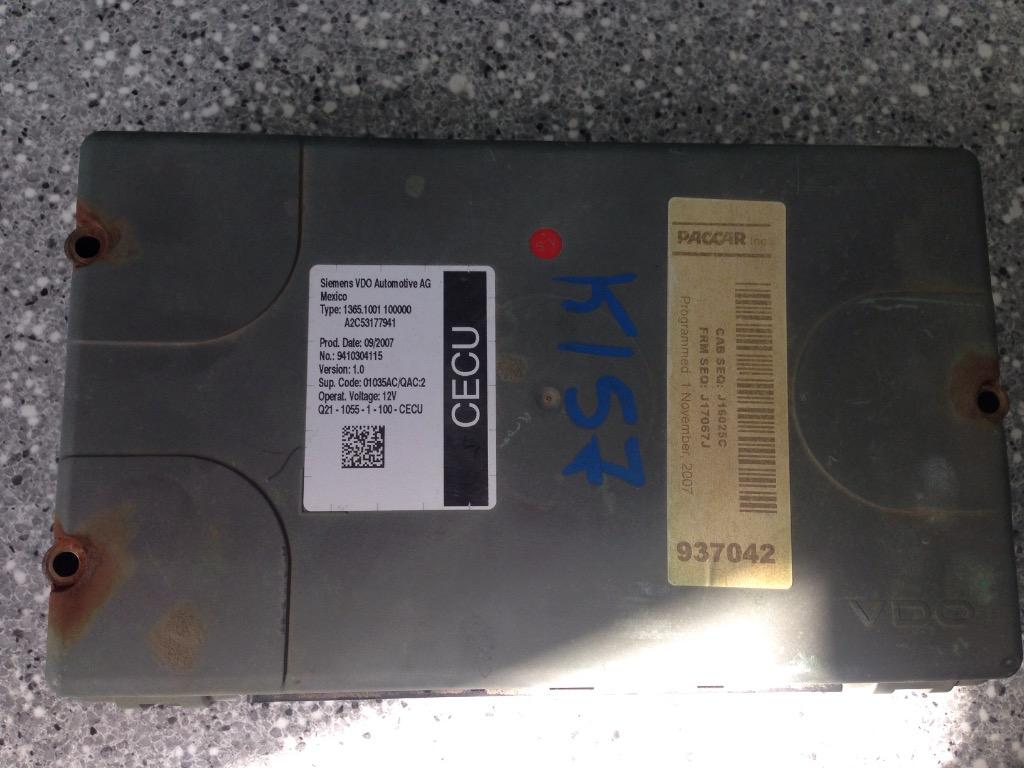 Siemens VDO Automotive AG
Mexico
Type: 1365.1001 100000
A2C53177941
Prod. Date: 09/2007
No.: 9410304115
Version: 1.0
Sup. Code: 01035AC/QAC:2
Operat. Voltage: 12V
Q21 - 1055 - 1 - 100 - CECU
CECU
K157
PACCAR Inc
CAB SEQ: J16025C
FRM SEQ: J17067J
Programmed 1 November, 2007
937042
VDO